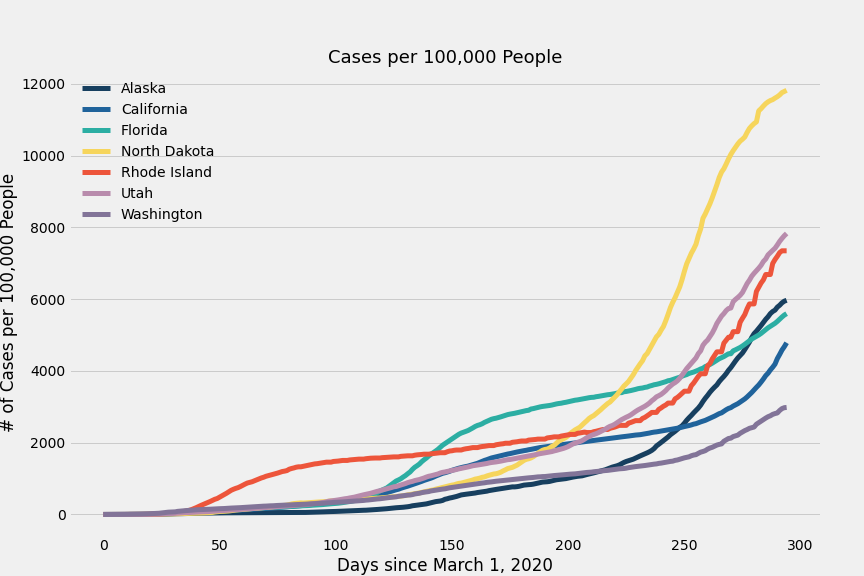 Cases per 100,000 People
12000
10000
8000
6000
4000
2000
0
# of Cases per 100,000 People
Alaska
California
Florida
North Dakota
Rhode Island
Utah
Washington
0 50 100 150 200 250 300
Days since March 1, 2020